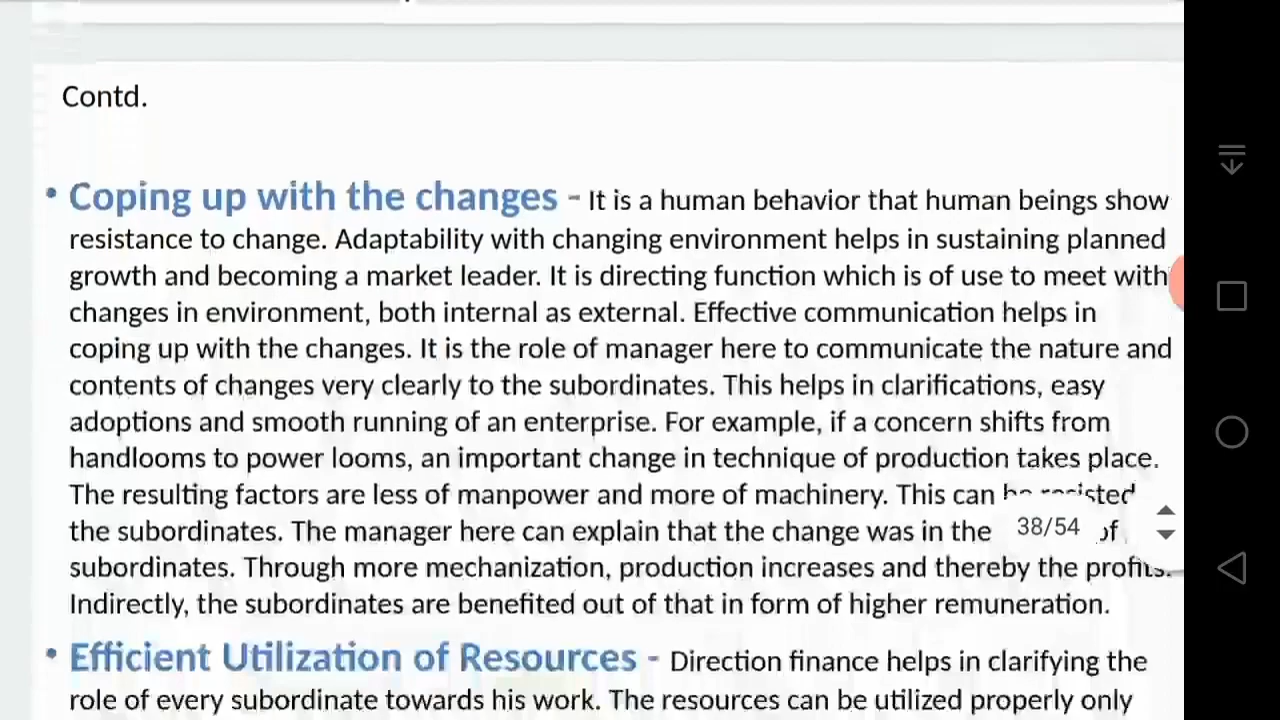 Contd.
• Coping up with the changes - It is a human behavior that human beings show
resistance to change. Adaptability with changing environment helps in sustaining planned
growth and becoming a market leader. It is directing function which is of use to meet with
changes in environment, both internal as external. Effective communication helps in
coping up with the changes. It is the role of manager here to communicate the nature and
contents of changes very clearly to the subordinates. This helps in clarifications, easy
adoptions and smooth running of an enterprise. For example, if a concern shifts from
handlooms to power looms, an important change in technique of production takes place.
The resulting factors are less of manpower and more of machinery. This can be resisted
the subordinates. The manager here can explain that the change was in the of
38/54
subordinates. Through more mechanization, production increases and thereby the profits.
Indirectly, the subordinates are benefited out of that in form of higher remuneration.
• Efficient Utilization of Resources - Direction finance helps in clarifying the
role of every subordinate towards his work. The resources can be utilized properly only